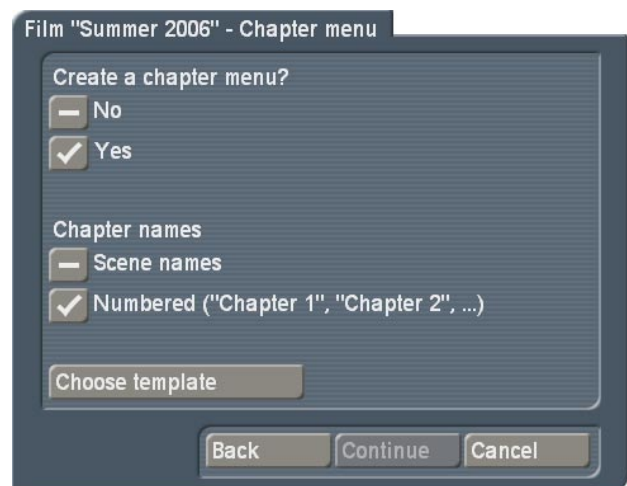 Film "Summer 2006" - Chapter menu
Create a chapter menu?
No
Yes
Chapter names
Scene names
Numbered ("Chapter 1", "Chapter 2", ...)
Choose template
Back Continue Cancel